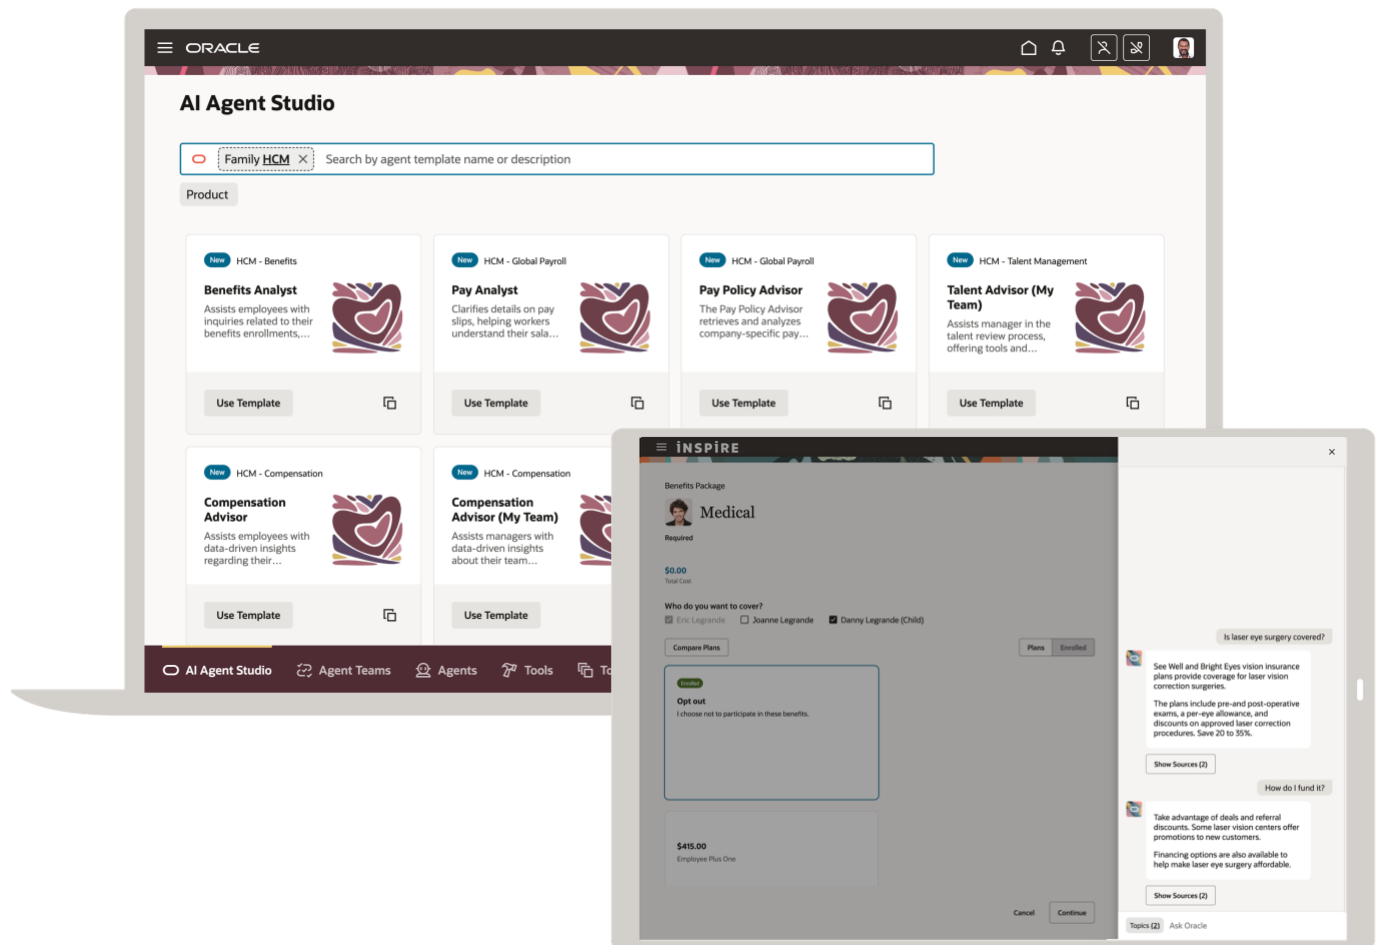 ORACLE
AI Agent Studio
Family HCM
Search by agent template name or description
Product
New HCM - Benefits
Benefits Analyst
Assists employees with
inquiries related to their
benefits enrollments,...
Use Template
New HCM - Global Payroll
Pay Analyst
Clarifies details on pay
slips, helping workers
understand their sala...
Use Template
New HCM - Global Payroll
Pay Policy Advisor
The Pay Policy Advisor
retrieves and analyzes
company-specific pay...
Use Template
New HCM - Talent Management
Talent Advisor (My
Team)
Assists manager in the
talent review process,
offering tools and...
Use Template
New HCM - Compensation
Compensation
Advisor
Assists employees with
data-driven insights
regarding their...
Use Template
New HCM - Compensation
Compensation
Advisor (My Team)
Assists managers with
data-driven insights
about their team...
Use Template
AI Agent Studio Agent Teams Agents Tools To
iNSPiRE
Benefits Package
Medical
Required
$0.00
Total Cost
Who do you want to cover?
Eric Legrande Joanne Legrande Danny Legrande (Child)
Compare Plans
Plans Enrolled
Enrolled
Opt out
I choose not to participate in these benefits.
$415.00
Employee Plus One
Cancel Continue
Is laser eye surgery covered?
See Well and Bright Eyes vision insurance
plans provide coverage for laser vision
correction surgeries.
The plans include pre-and post-operative
exams, a per-eye allowance, and
discounts on approved laser correction
procedures. Save 20 to 35%.
Show Sources (2)
How do I fund it?
Take advantage of deals and referral
discounts. Some laser vision centers offer
promotions to new customers.
Financing options are also available to
help make laser eye surgery affordable.
Show Sources (2)
Topics (2) Ask Oracle